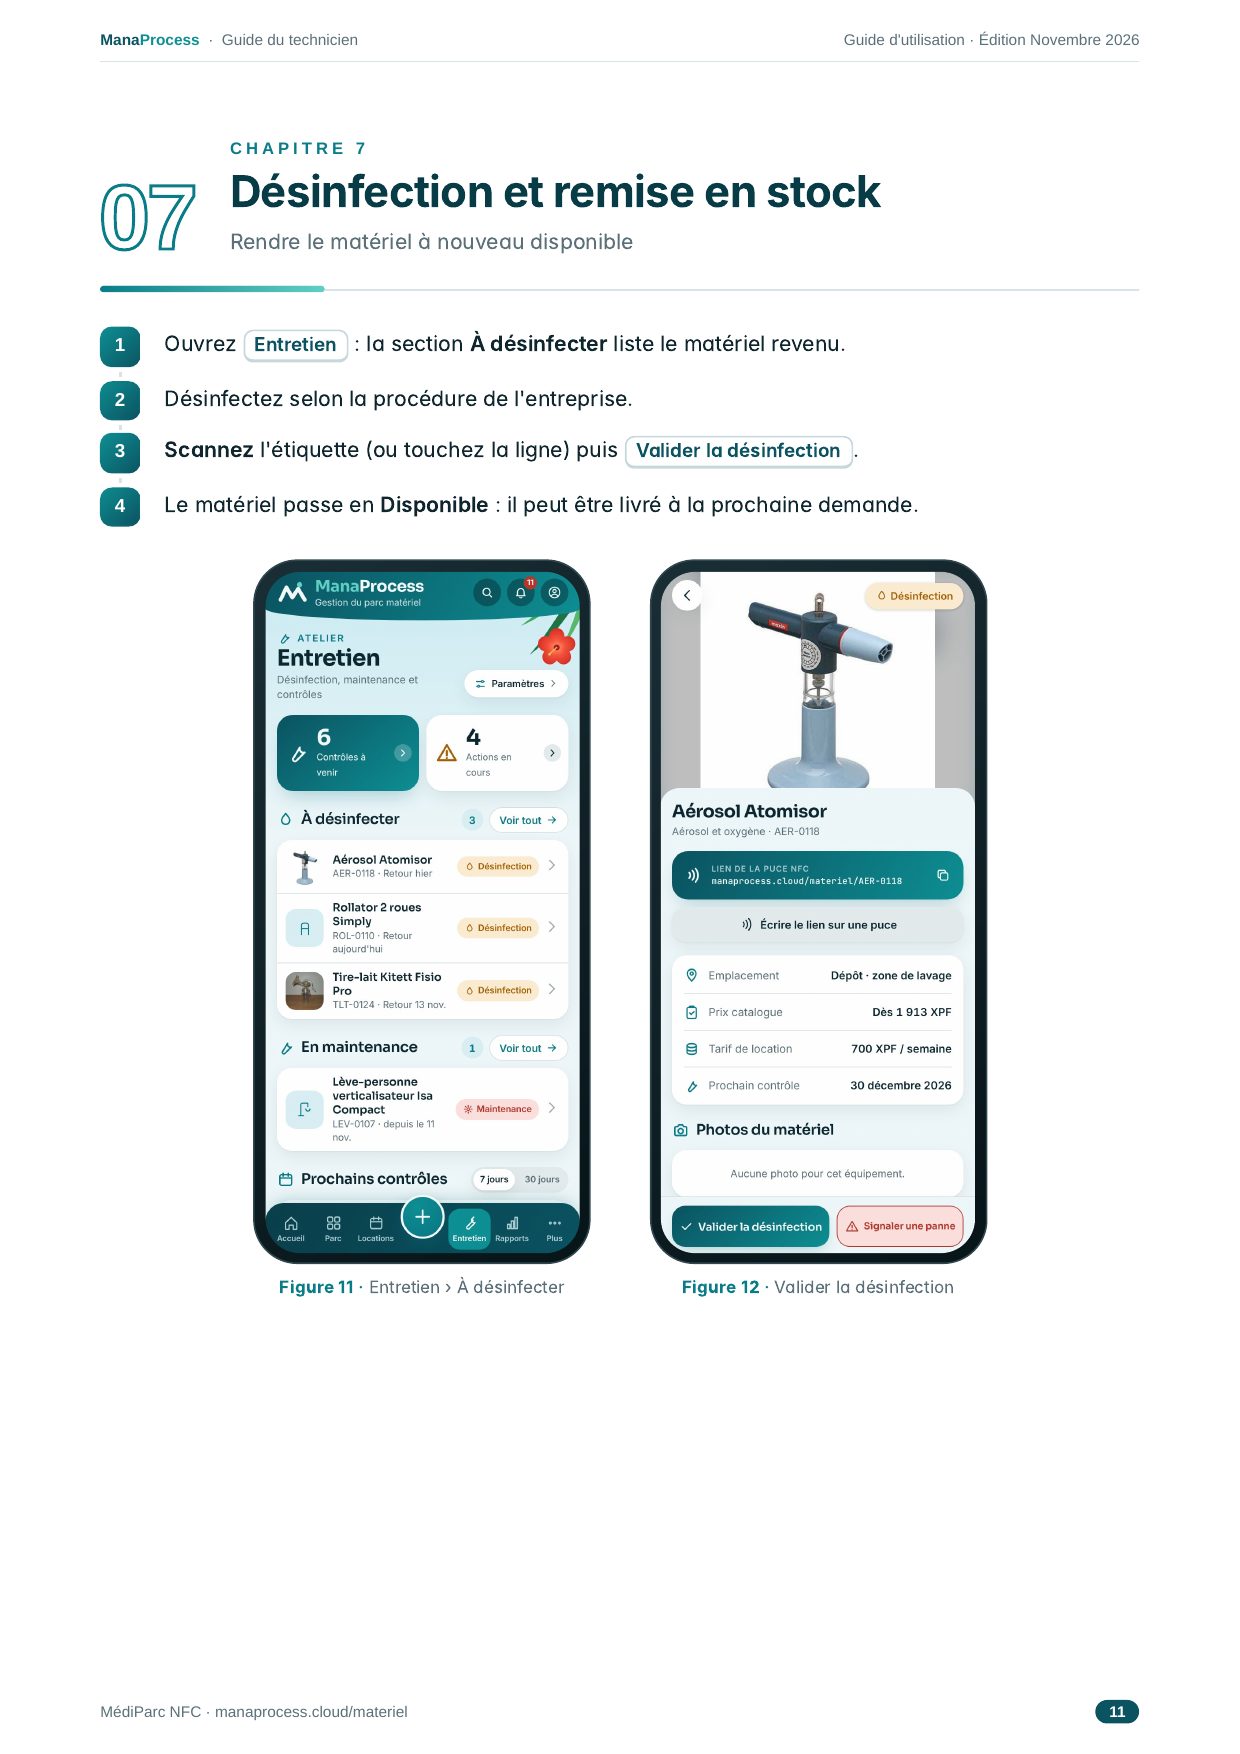 ManaProcess · Guide du technicien
Guide d'utilisation · Édition Novembre 2026
CHAPITRE 7
07
Désinfection et remise en stock
Rendre le matériel à nouveau disponible
1 Ouvrez Entretien : la section À désinfecter liste le matériel revenu.
2 Désinfectez selon la procédure de l'entreprise.
3 Scannez l'étiquette (ou touchez la ligne) puis Valider la désinfection.
4 Le matériel passe en Disponible : il peut être livré à la prochaine demande.
ManaProcess
Gestion du parc matériel
11
ATELIER
Entretien
Désinfection, maintenance et
contrôles
Paramètres
6
Contrôles à
venir
4
Actions en
cours
À désinfecter
3
Voir tout →
Aérosol Atomisor
AER-0118 · Retour hier
Désinfection
Rollator 2 roues
Simply
ROL-0110 · Retour
aujourd'hui
Désinfection
Tire-lait Kitett Fisio
Pro
TLT-0124 · Retour 13 nov.
Désinfection
En maintenance
1
Voir tout →
Lève-personne
verticalisateur Isa
Compact
LEV-0107 · depuis le 11
nov.
Maintenance
Prochains contrôles
7 jours
30 jours
Accueil
Parc
Locations
Entretien
Rapports
Plus
Figure 11 · Entretien › À désinfecter
Désinfection
Aérosol Atomisor
Aérosol et oxygène · AER-0118
LIEN DE LA PUCE NFC
manaprocess.cloud/materiel/AER-0118
Écrire le lien sur une puce
Emplacement
Dépôt · zone de lavage
Prix catalogue
Dès 1 913 XPF
Tarif de location
700 XPF / semaine
Prochain contrôle
30 décembre 2026
Photos du matériel
Aucune photo pour cet équipement.
Valider la désinfection
Signaler une panne
Figure 12 · Valider la désinfection
MédiParc NFC · manaprocess.cloud/materiel
11